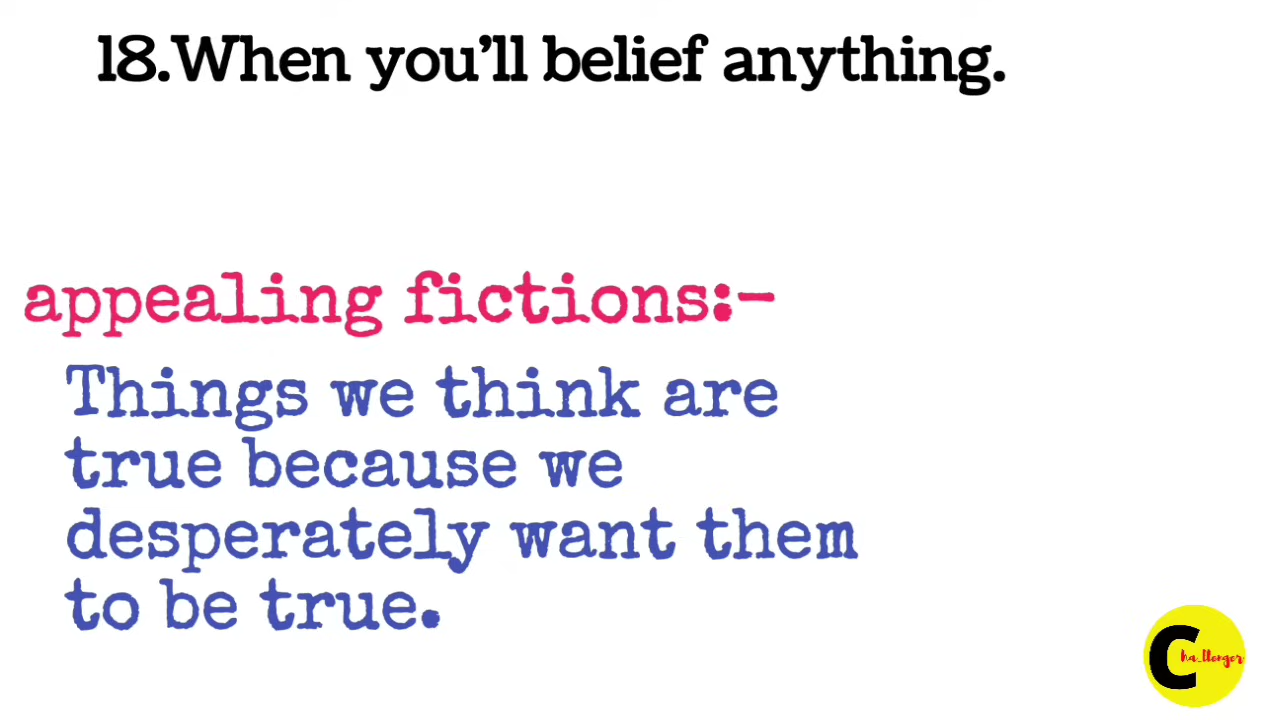 18.When you’ll belief anything.
appealing fictions:-
Things we think are
true because we
desperately want them
to be true.
C
ha_llenger